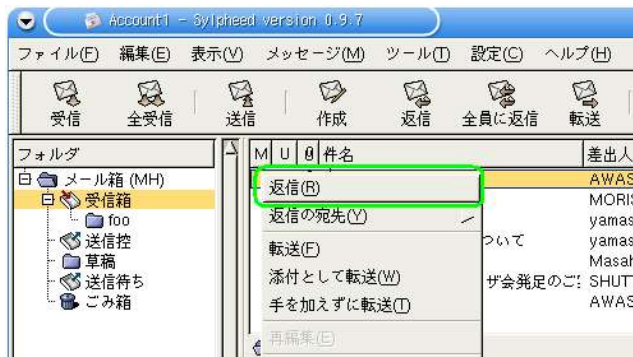 Account1 - Sylpheed version 0.9.7
ファイル(F) 編集(E) 表示(V) メッセージ(M) ツール(T) 設定(C) ヘルプ(H)
受信 全受信 送信 作成 返信 全員に返信 転送
フォルダ M U 件名 差出人
メール箱 (MH)
受信箱
foo
送信控
草稿
送信待ち
ごみ箱
返信(R)
返信の宛先(Y)
転送(F)
添付として転送(W)
手を加えずに転送(T)
再編集(E)
ついて
ザ会発足のご
AWAS
MORIS
yamas
yamas
Masah
SHUTT
AWAS